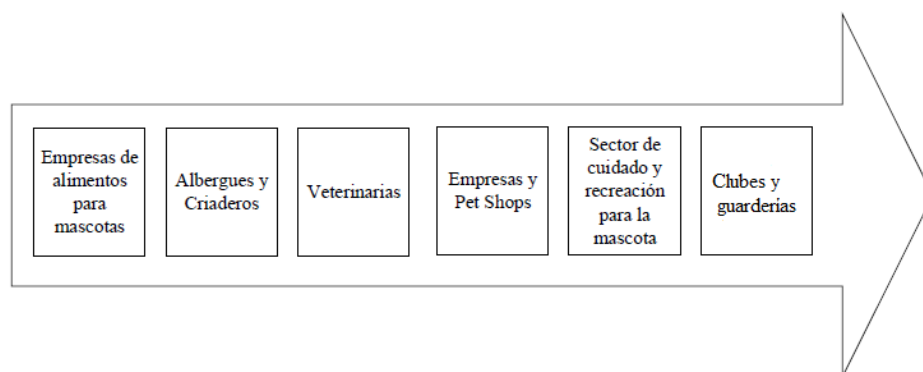 Empresas de
alimentos
para
mascotas
Albergues y
Criaderos
Veterinarias
Empresas y
Pet Shops
Sector de
cuidado y
recreación
para la
mascota
Clubes y
guarderías